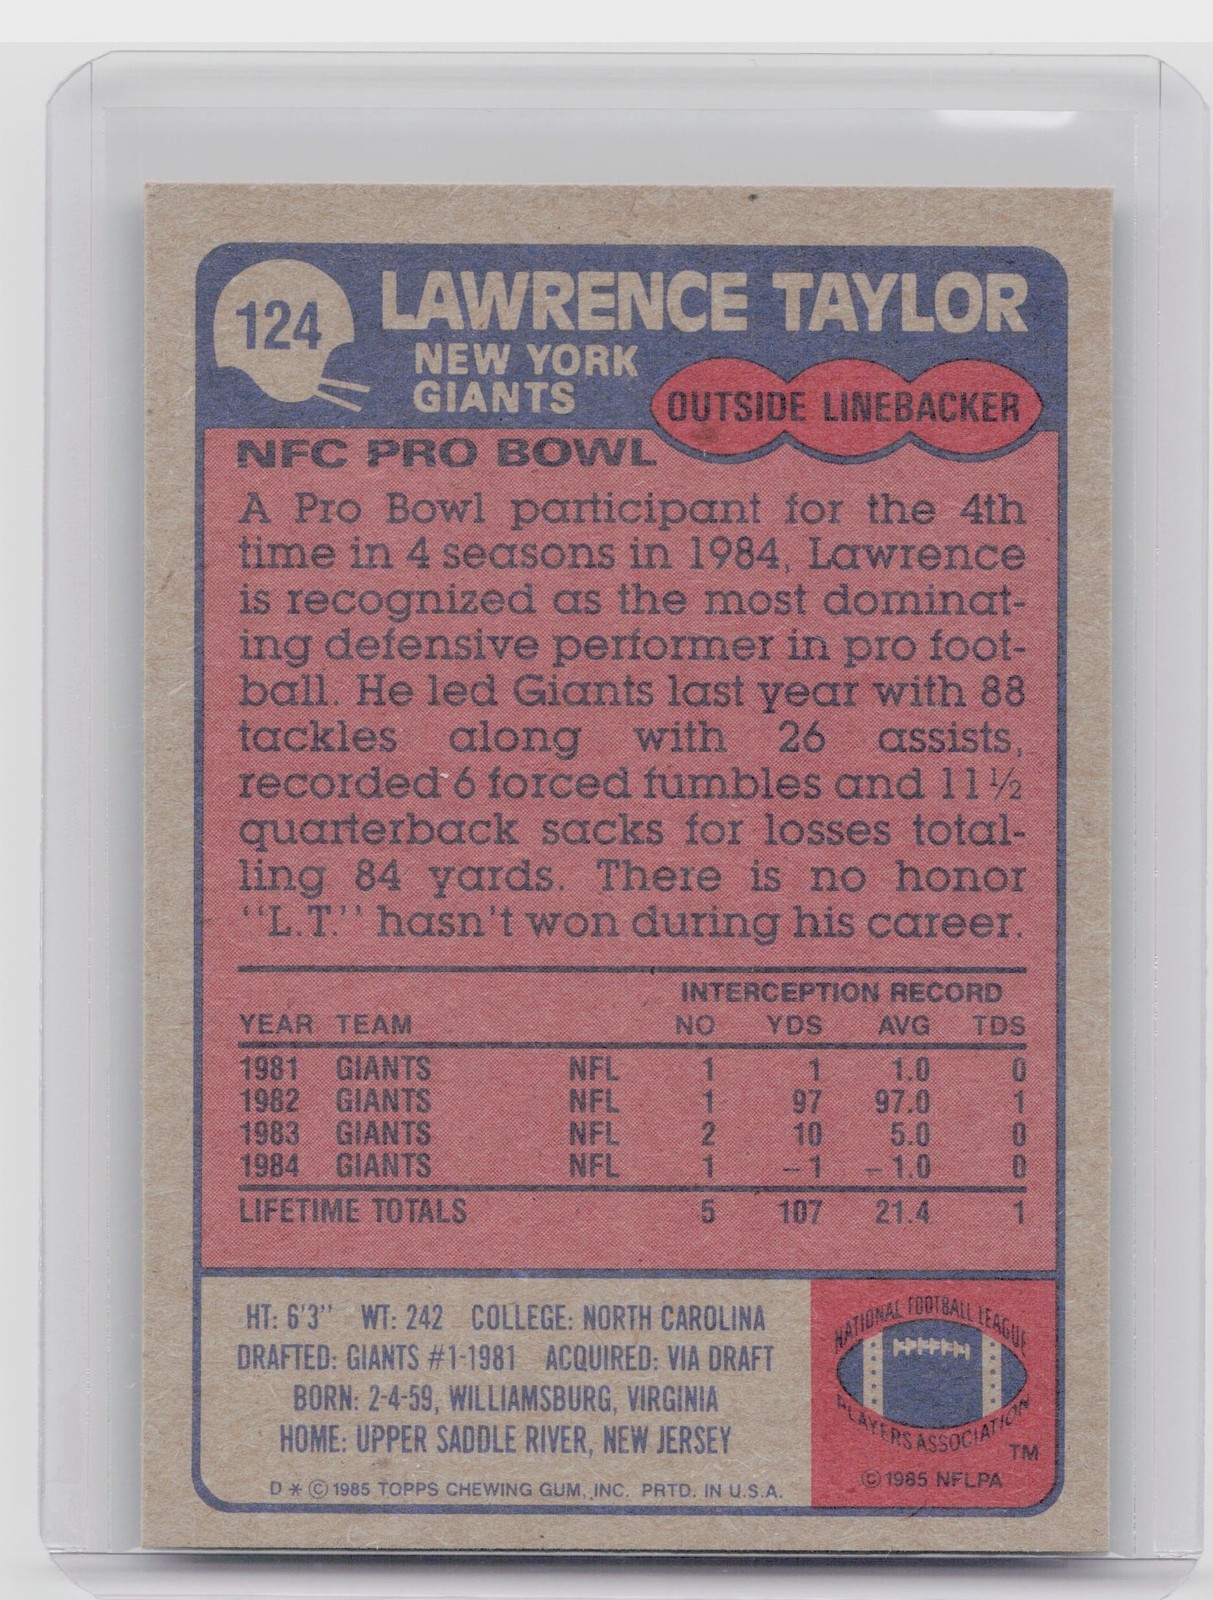 124
LAWRENCE TAYLOR
NEW YORK
GIANTS
OUTSIDE LINEBACKER
NFC PRO BOWL
A Pro Bowl participant for the 4th
time in 4 seasons in 1984, Lawrence
is recognized as the most dominat-
ing defensive performer in pro foot-
ball. He led Giants last year with 88
tackles along with 26 assists,
recorded 6 forced fumbles and 11½
quarterback sacks for losses total-
ling 84 yards. There is no honor
"L.T." hasn't won during his career.
INTERCEPTION RECORD
YEAR TEAM NO YDS AVG TDS
1981 GIANTS NFL 1 1 1.0 0
1982 GIANTS NFL 1 97 97.0 1
1983 GIANTS NFL 2 10 5.0 0
1984 GIANTS NFL 1 –1 –1.0 0
LIFETIME TOTALS 5 107 21.4 1
HT: 6'3" WT: 242 COLLEGE: NORTH CAROLINA
DRAFTED: GIANTS #1-1981 ACQUIRED: VIA DRAFT
BORN: 2-4-59, WILLIAMSBURG, VIRGINIA
HOME: UPPER SADDLE RIVER, NEW JERSEY
D * © 1985 TOPPS CHEWING GUM, INC. PRTD. IN U.S.A.
NATIONAL FOOTBALL LEAGUE
PLAYERS ASSOCIATION
TM
© 1985 NFLPA